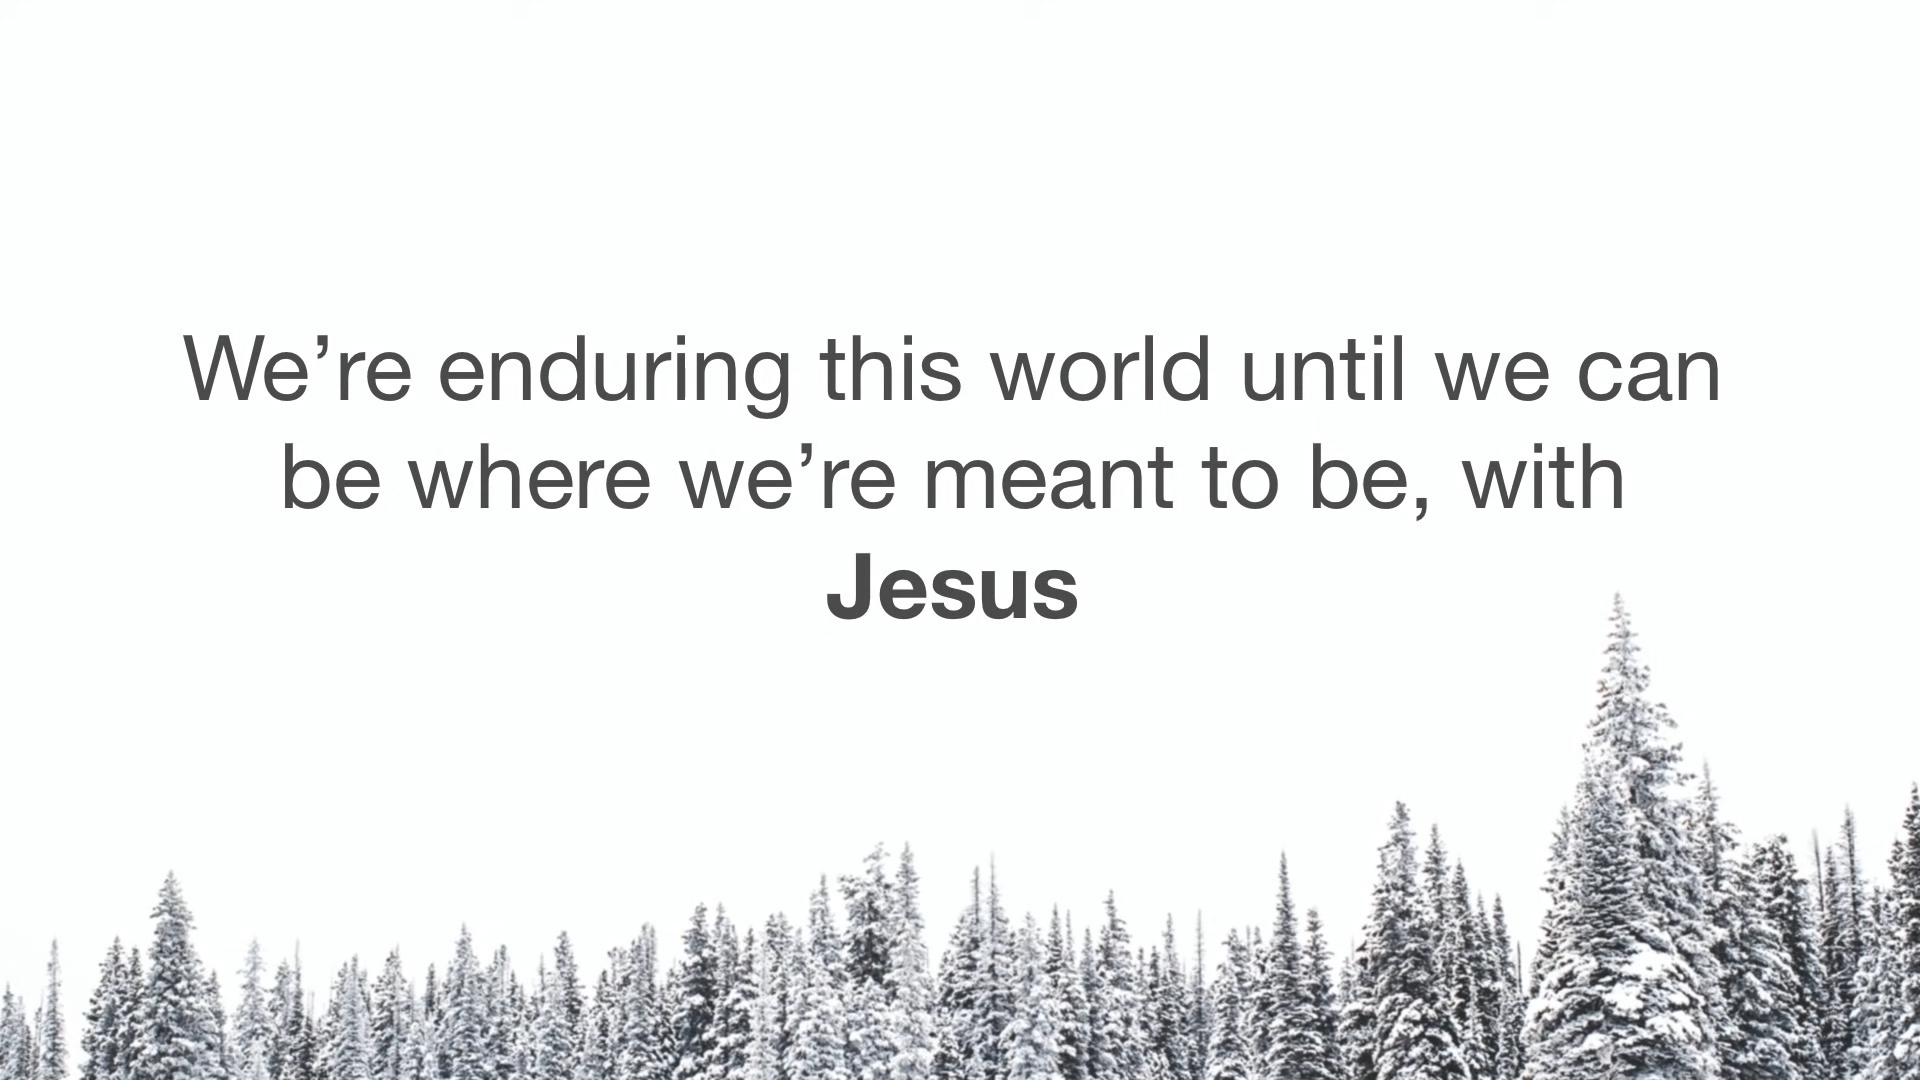 We’re enduring this world until we can
be where we’re meant to be, with
Jesus